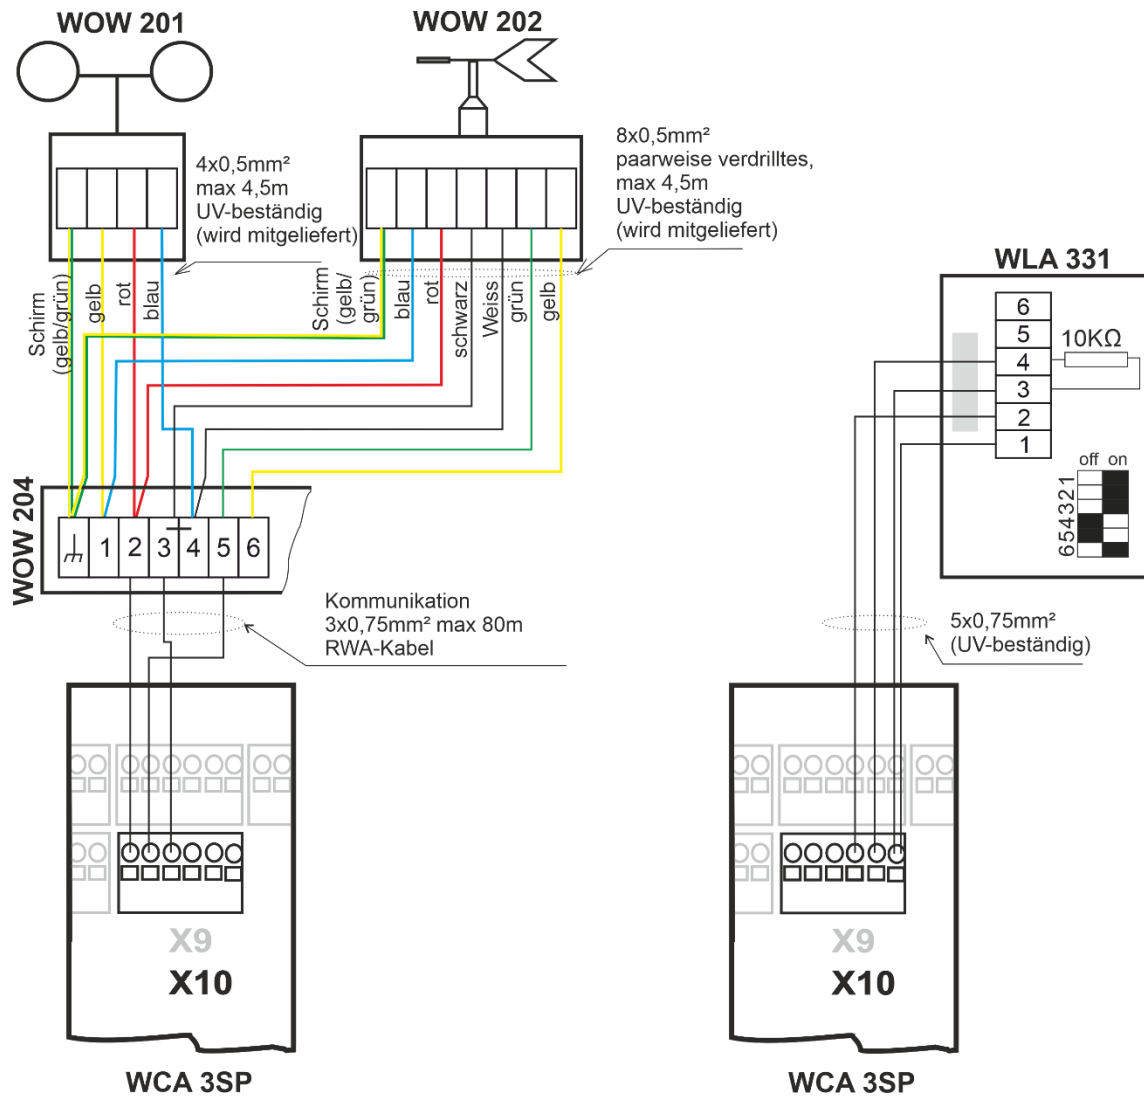 WOW 201
WOW 202
4x0,5mm²
max 4,5m
UV-beständig
(wird mitgeliefert)
8x0,5mm²
paarweise verdrilltes,
max 4,5m
UV-beständig
(wird mitgeliefert)
Schirm
(gelb/grün)
gelb
rot
blau
Schirm
(gelb/
grün)
blau
rot
schwarz
Weiss
grün
gelb
WOW 204
1 2 3 4 5 6
Kommunikation
3x0,75mm² max 80m
RWA-Kabel
X9
X10
WCA 3SP
WLA 331
6
5
4
3
2
1
10KΩ
off on
654321
5x0,75mm²
(UV-beständig)
X9
X10
WCA 3SP